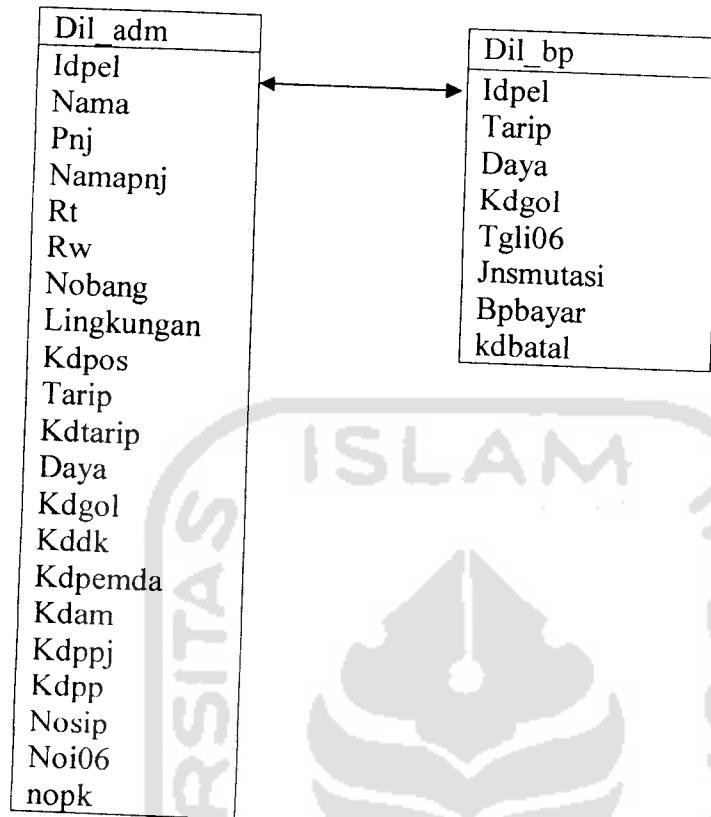 Dil_adm
Idpel
Nama
Pnj
Namapnj
Rt
Rw
Nobang
Lingkungan
Kdpos
Tarip
Kdtarip
Daya
Kdgol
Kddk
Kdpemda
Kdam
Kdppj
Kdpp
Nosip
Noi06
nopk
Dil_bp
Idpel
Tarip
Daya
Kdgol
Tgli06
Jnsmutasi
Bpbayar
kdbatal
ISLAM
RSITAS